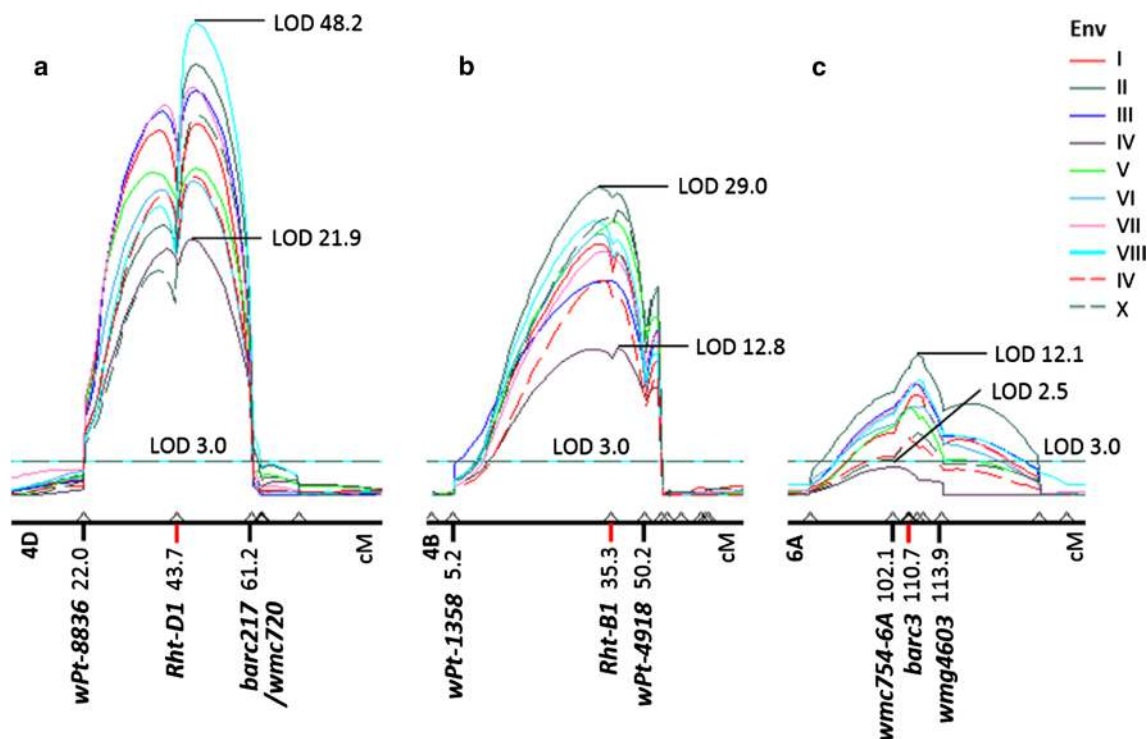 a
LOD 48.2
LOD 21.9
LOD 3.0
4D
22.0
43.7
61.2
cM
wPt-8836
Rht-D1
barc217
/wmc720
b
LOD 29.0
LOD 12.8
LOD 3.0
4B
5.2
35.3
50.2
cM
wPt-1358
Rht-B1
wPt-4918
c
LOD 12.1
LOD 2.5
LOD 3.0
6A
102.1
110.7
113.9
cM
wmc754-6A
barc3
wmg4603
Env
I
II
III
IV
V
VI
VII
VIII
IV
X